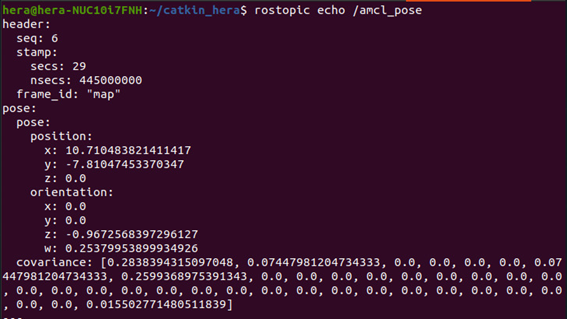 hera@hera-NUC10i7FNH:~/catkin_hera$ rostopic echo /amcl_pose
header:
  seq: 6
  stamp:
    secs: 29
    nsecs: 445000000
  frame_id: "map"
pose:
  pose:
    position:
      x: 10.710483821411417
      y: -7.81047453370347
      z: 0.0
    orientation:
      x: 0.0
      y: 0.0
      z: -0.9672568397296127
      w: 0.25379953899934926
  covariance: [0.2838394315097048, 0.07447981204734333, 0.0, 0.0, 0.0, 0.0, 0.07
447981204734333, 0.2599368975391343, 0.0, 0.0, 0.0, 0.0, 0.0, 0.0, 0.0, 0.0, 0.0
, 0.0, 0.0, 0.0, 0.0, 0.0, 0.0, 0.0, 0.0, 0.0, 0.0, 0.0, 0.0, 0.0, 0.0, 0.0, 0.0
, 0.0, 0.0, 0.015502771480511839]
---